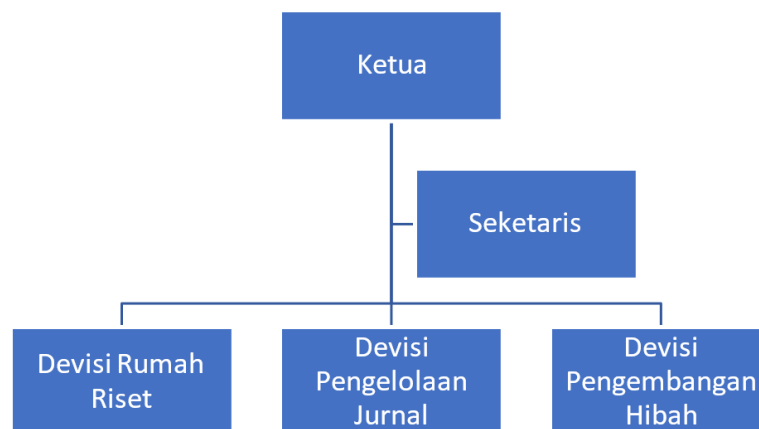 Ketua
Seketaris
Devisi Rumah
Riset
Devisi
Pengelolaan
Jurnal
Devisi
Pengembangan
Hibah